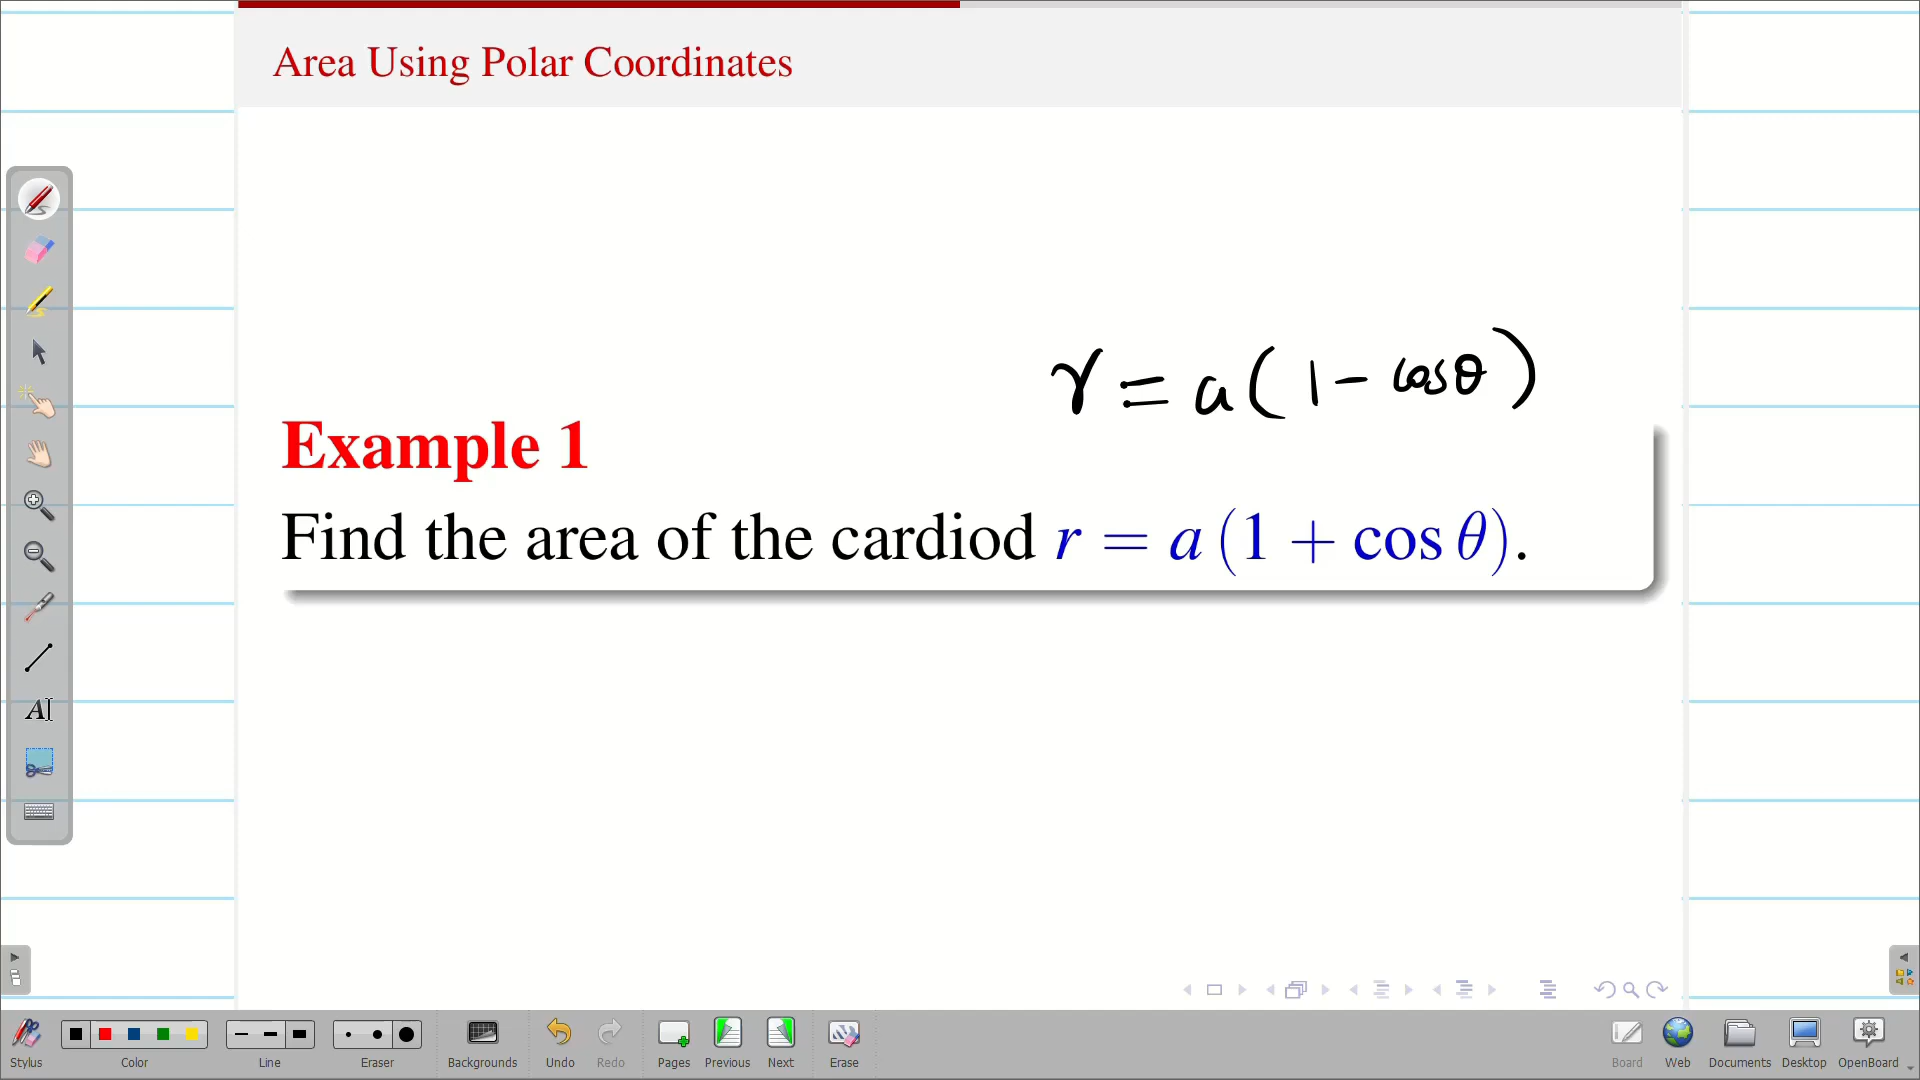 Area Using Polar Coordinates
r = a ( 1 - cosθ )
Example 1
Find the area of the cardiod r = a (1 + cos θ).
AI
Stylus Color Line Eraser Backgrounds Undo Redo Pages Previous Next Erase Board Web Documents Desktop OpenBoard